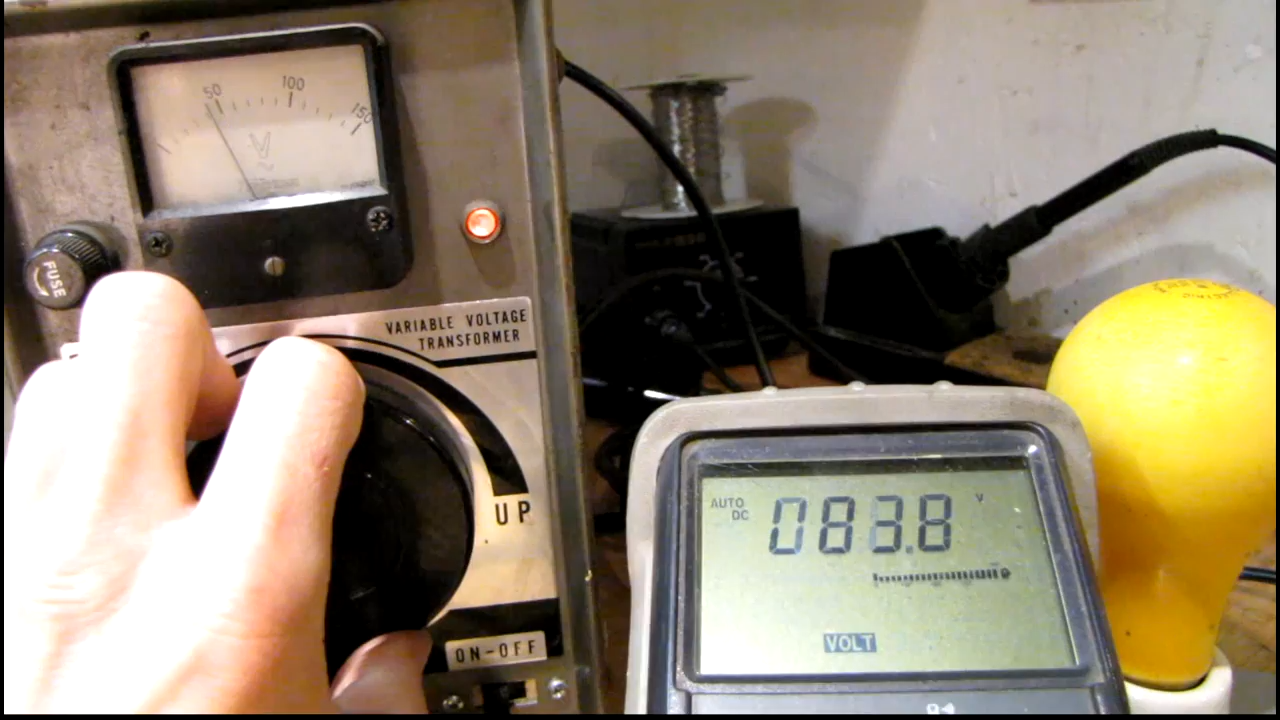 50 100 150
V
FUSE
VARIABLE VOLTAGE
TRANSFORMER
UP
ON-OFF
AUTO
DC
083.8 V
VOLT